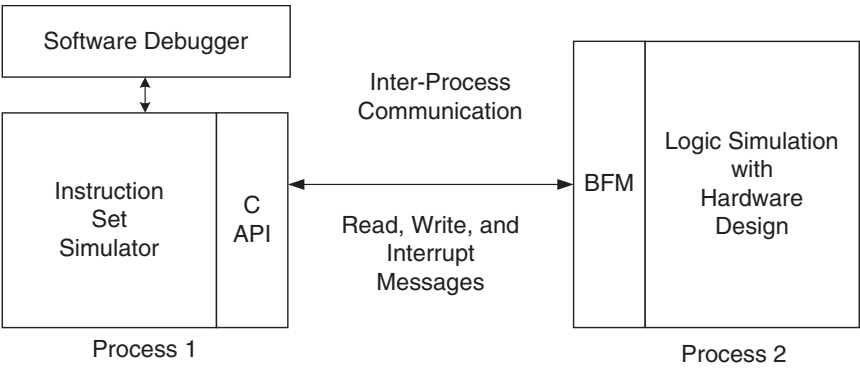 Software Debugger
Instruction
Set
Simulator
C
API
Process 1
Inter-Process
Communication
Read, Write, and
Interrupt
Messages
BFM
Logic Simulation
with
Hardware
Design
Process 2